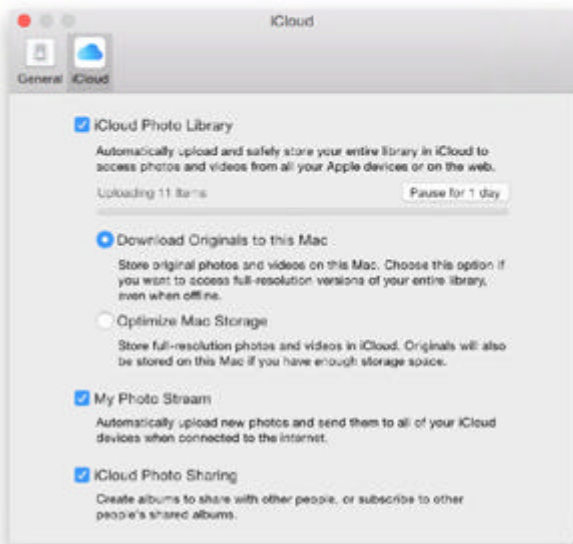 iCloud
General iCloud
iCloud Photo Library
Automatically upload and safely store your entire library in iCloud to
access photos and videos from all your Apple devices or on the web.
Uploading 11 Items Pause for 1 day
Download Originals to this Mac
Store original photos and videos on this Mac. Choose this option if
you want to access full-resolution versions of your entire library,
even when offline.
Optimize Mac Storage
Store full-resolution photos and videos in iCloud. Originals will also
be stored on this Mac if you have enough storage space.
My Photo Stream
Automatically upload new photos and send them to all of your iCloud
devices when connected to the internet.
iCloud Photo Sharing
Create albums to share with other people, or subscribe to other
people's shared albums.